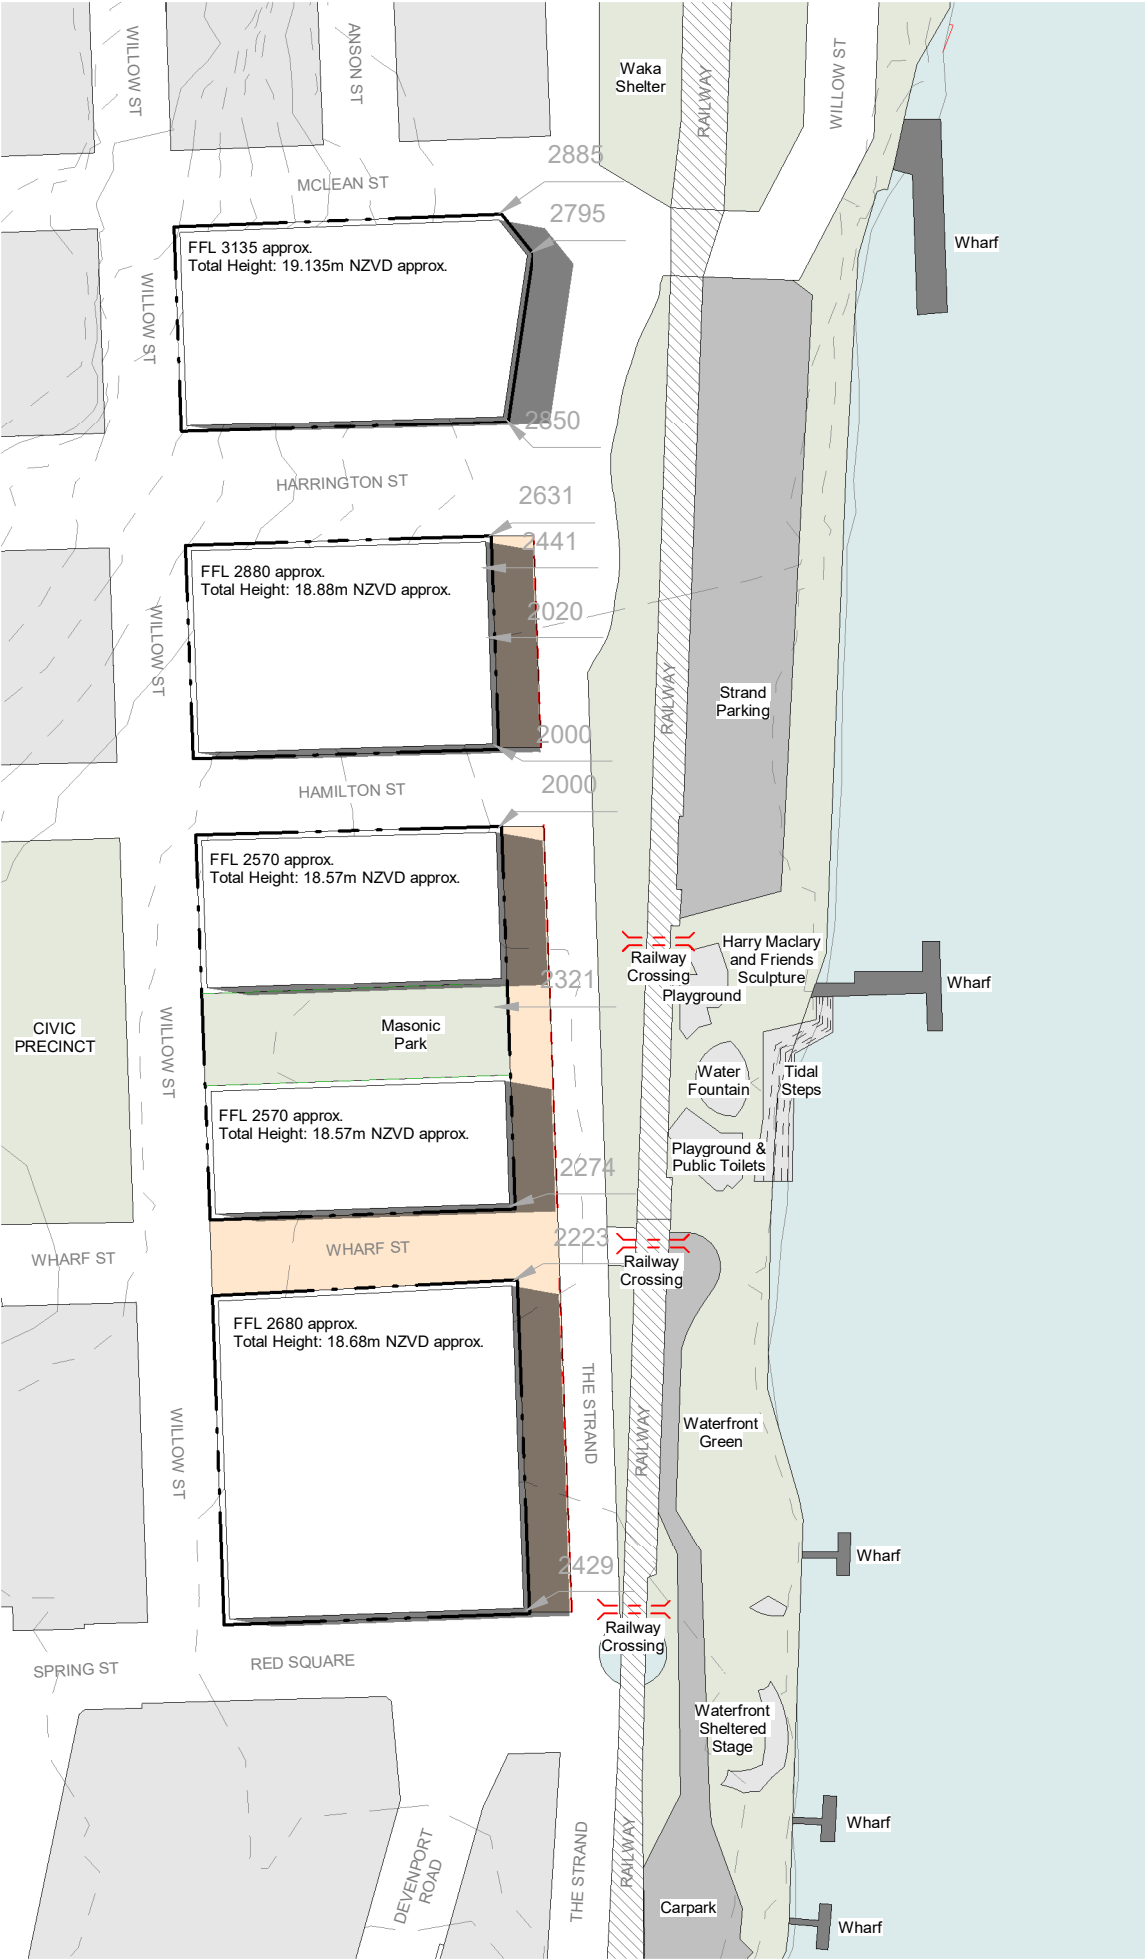 WILLOW ST
ANSON ST
Waka
Shelter
RAILWAY
WILLOW ST
2885
MCLEAN ST
2795
Wharf
FFL 3135 approx.
Total Height: 19.135m NZVD approx.
WILLOW ST
2850
HARRINGTON ST
2631
2441
FFL 2880 approx.
Total Height: 18.88m NZVD approx.
2020
WILLOW ST
RAILWAY
Strand
Parking
2000
HAMILTON ST
2000
FFL 2570 approx.
Total Height: 18.57m NZVD approx.
Railway
Crossing
Harry Maclary
and Friends
Sculpture
2321
Playground
Wharf
CIVIC
PRECINCT
WILLOW ST
Masonic
Park
Water
Fountain
Tidal
Steps
FFL 2570 approx.
Total Height: 18.57m NZVD approx.
Playground &
Public Toilets
2274
2223
WHARF ST
WHARF ST
Railway
Crossing
FFL 2680 approx.
Total Height: 18.68m NZVD approx.
THE STRAND
WILLOW ST
RAILWAY
Waterfront
Green
2429
Wharf
Railway
Crossing
SPRING ST
RED SQUARE
Waterfront
Sheltered
Stage
Wharf
DEVENPORT
ROAD
THE STRAND
RAILWAY
Carpark
Wharf